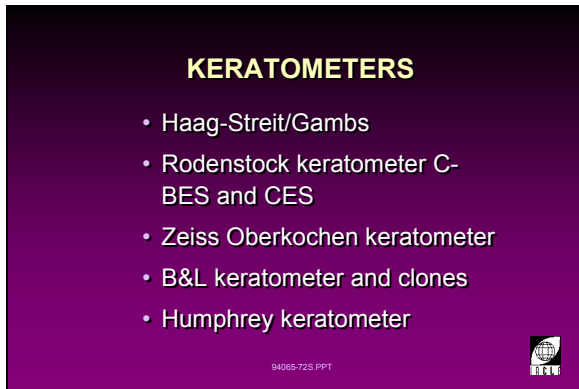 KERATOMETERS
• Haag-Streit/Gambs
• Rodenstock keratometer C-
BES and CES
• Zeiss Oberkochen keratometer
• B&L keratometer and clones
• Humphrey keratometer
94065-72S.PPT
IACLE